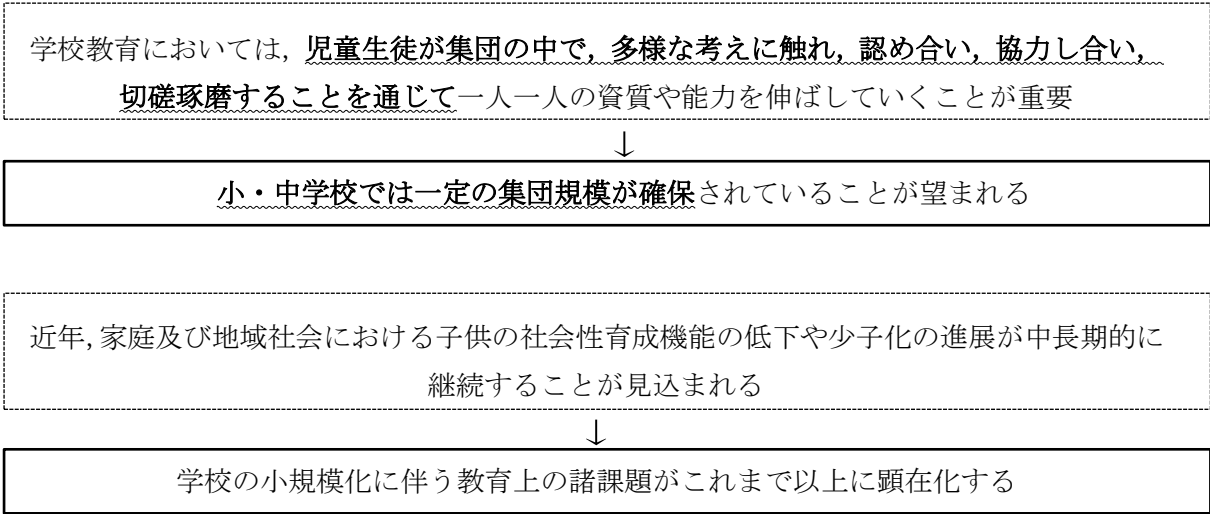 学校教育においては，児童生徒が集団の中で，多様な考えに触れ，認め合い，協力し合い，
切磋琢磨することを通じて一人一人の資質や能力を伸ばしていくことが重要
↓
小・中学校では一定の集団規模が確保されていることが望まれる
近年，家庭及び地域社会における子供の社会性育成機能の低下や少子化の進展が中長期的に
継続することが見込まれる
↓
学校の小規模化に伴う教育上の諸課題がこれまで以上に顕在化する